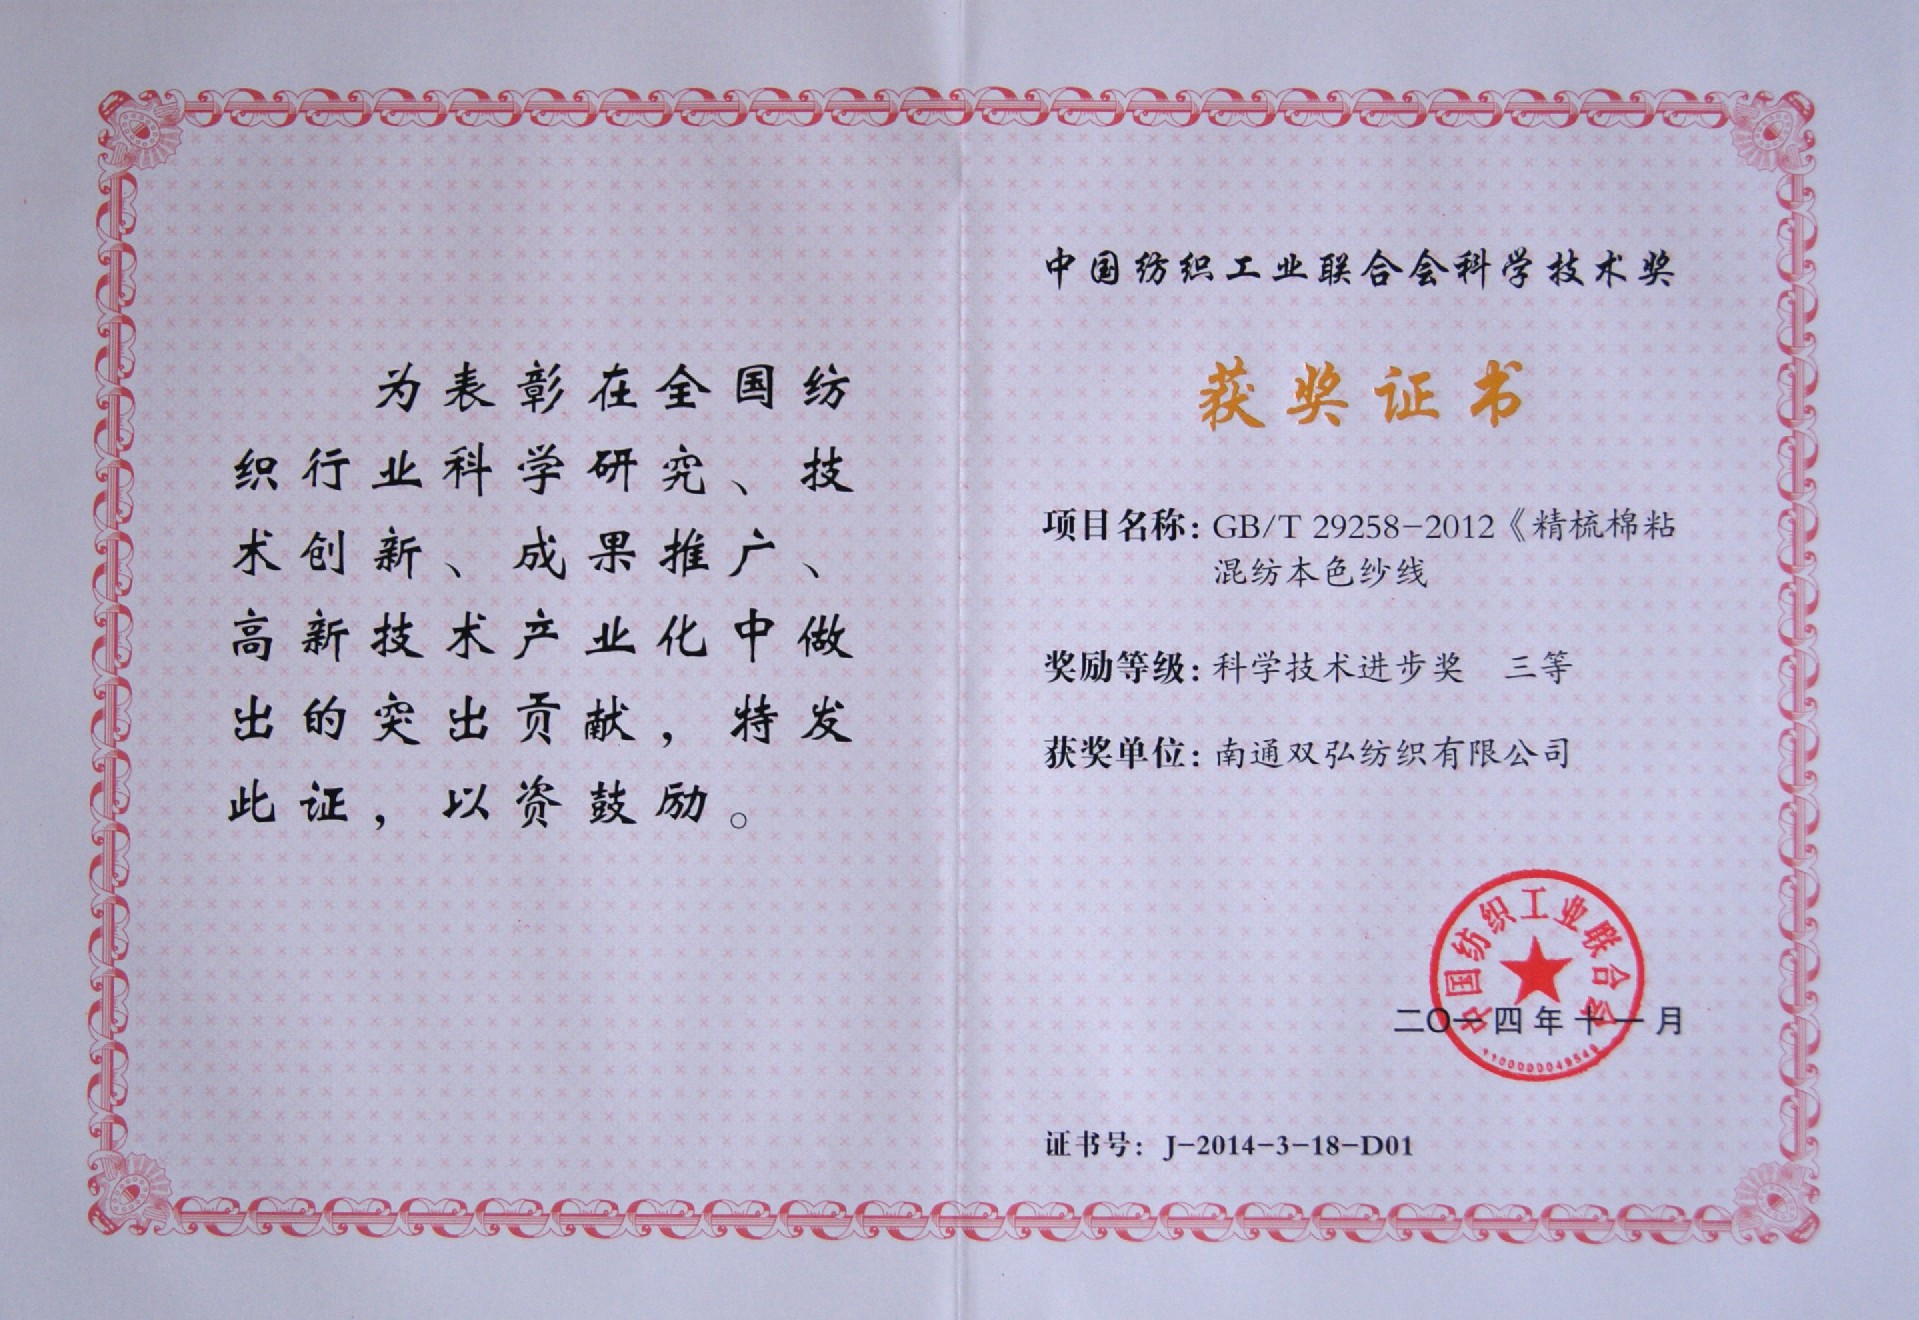 为表彰在全国纺
织行业科学研究、技
术创新、成果推广、
高新技术产业化中做
出的突出贡献，特发
此证，以资鼓励。
中国纺织工业联合会科学技术奖
获奖证书
项目名称：GB/T 29258-2012《精梳棉粘
混纺本色纱线
奖励等级：科学技术进步奖 三等
获奖单位：南通双弘纺织有限公司
中国纺织工业联合会
二〇一四年十一月
证书号：J-2014-3-18-D01